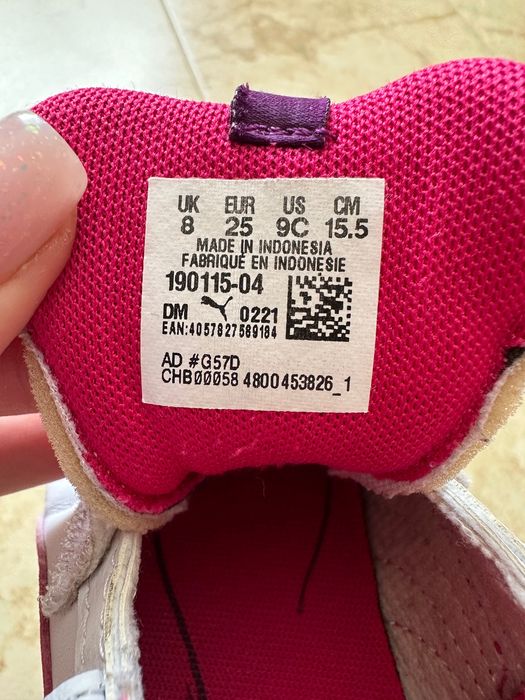 UK EUR US CM
8 25 9C 15.5
MADE IN INDONESIA
FABRIQUÉ EN INDONESIE
190115-04
DM 0221
EAN:4057827589184
AD #G57D
CHB00058 4800453826_1